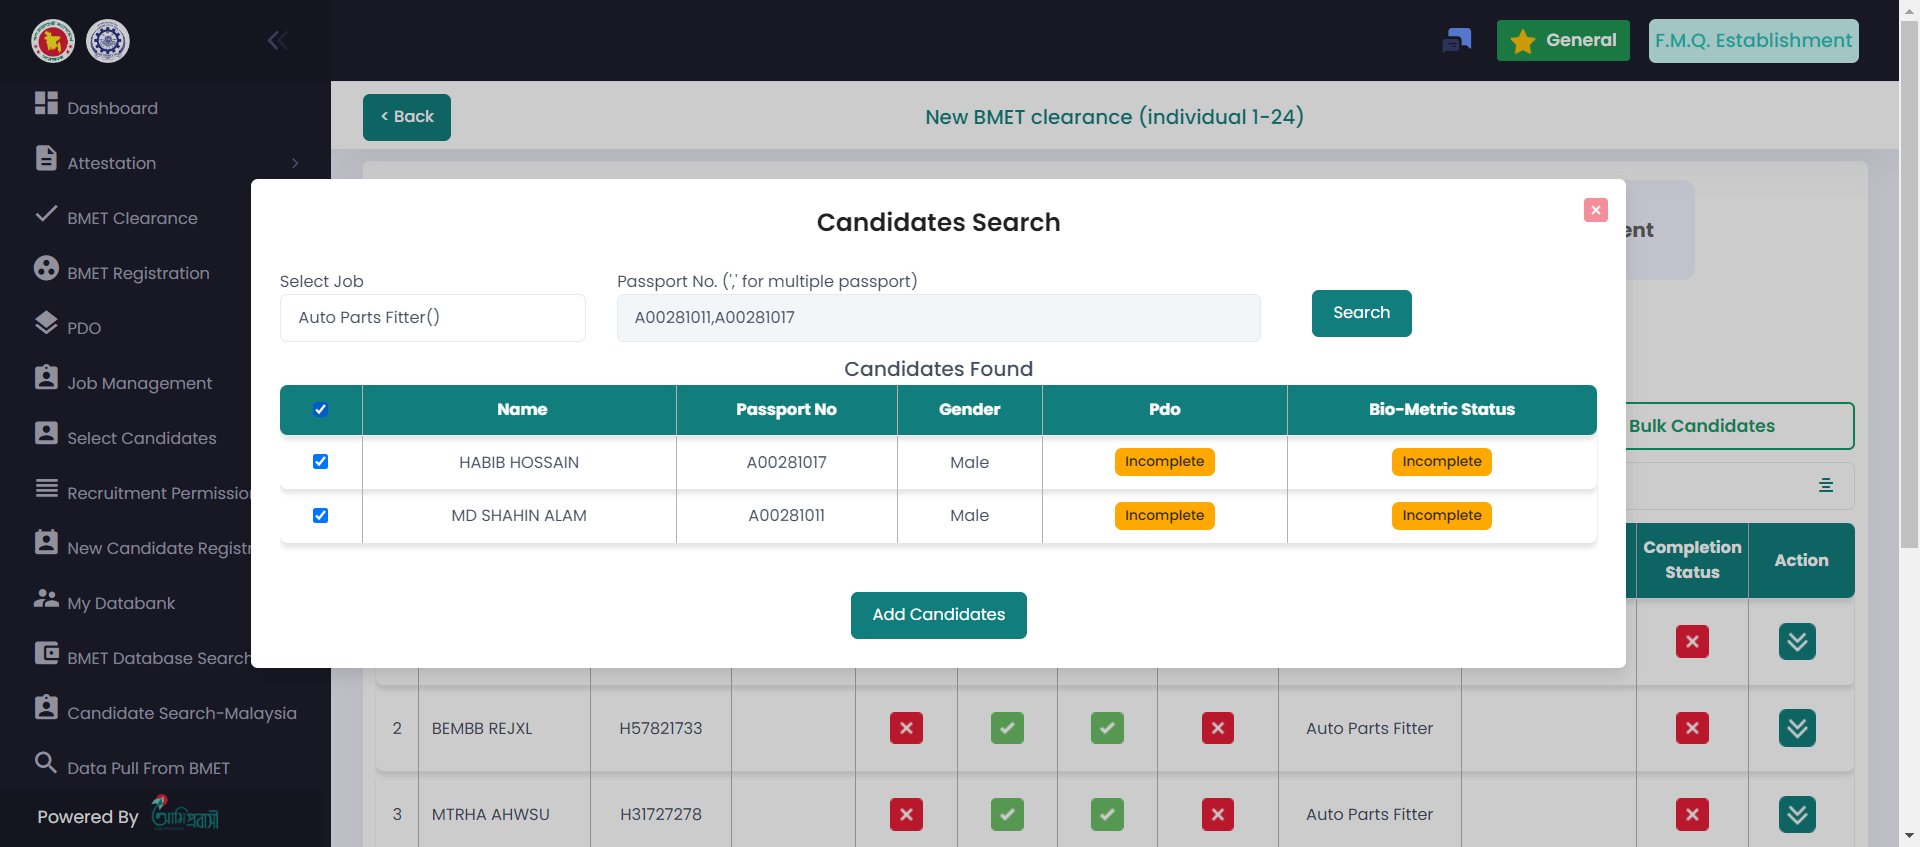 General
F.M.Q. Establishment
Dashboard
Attestation
BMET Clearance
BMET Registration
PDO
Job Management
Select Candidates
Recruitment Permission
New Candidate Registr
My Databank
BMET Database Search
Candidate Search-Malaysia
Data Pull From BMET
Powered By
আমি প্রবাসী
< Back
New BMET clearance (individual 1-24)
ent
Candidates Search
Select Job
Passport No. (',' for multiple passport)
Auto Parts Fitter()
A00281011,A00281017
Search
Candidates Found
Name Passport No Gender Pdo Bio-Metric Status
HABIB HOSSAIN A00281017 Male Incomplete Incomplete
MD SHAHIN ALAM A00281011 Male Incomplete Incomplete
Add Candidates
Bulk Candidates
Completion
Status
Action
2 BEMBB REJXL H57821733 Auto Parts Fitter
3 MTRHA AHWSU H31727278 Auto Parts Fitter